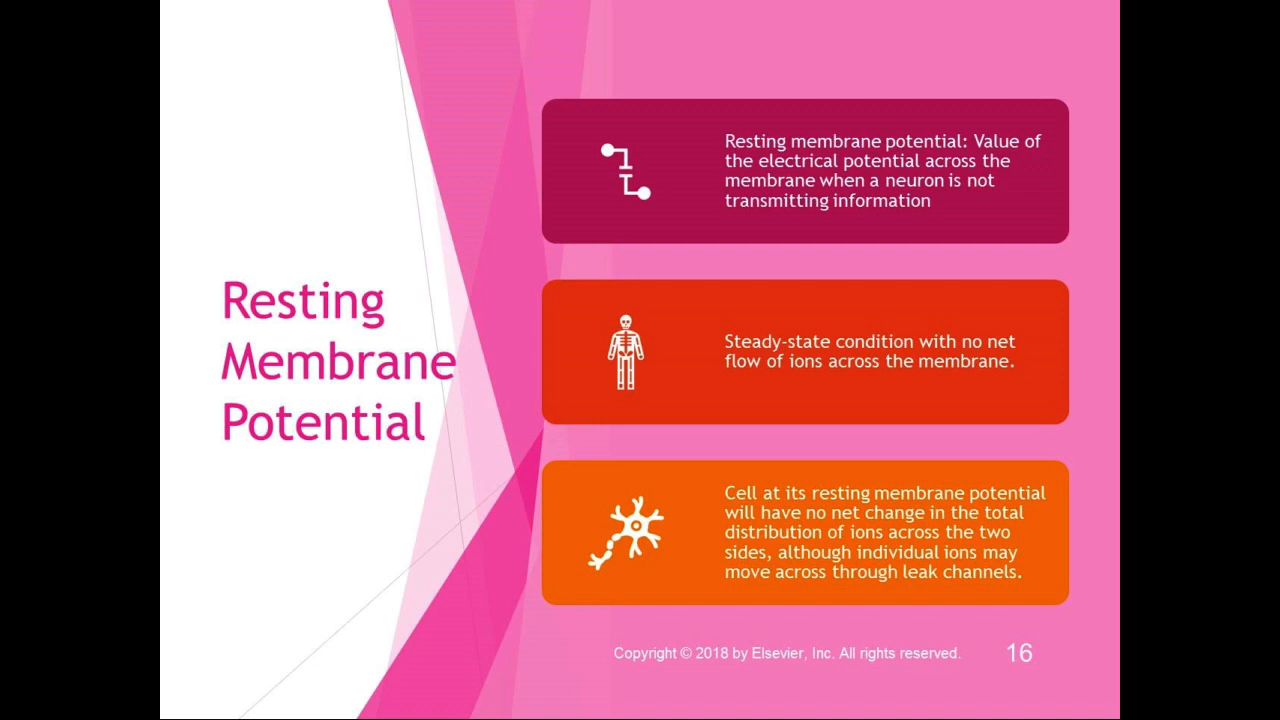 Resting
Membrane
Potential
Resting membrane potential: Value of
the electrical potential across the
membrane when a neuron is not
transmitting information
Steady-state condition with no net
flow of ions across the membrane.
Cell at its resting membrane potential
will have no net change in the total
distribution of ions across the two
sides, although individual ions may
move across through leak channels.
Copyright © 2018 by Elsevier, Inc. All rights reserved.
16